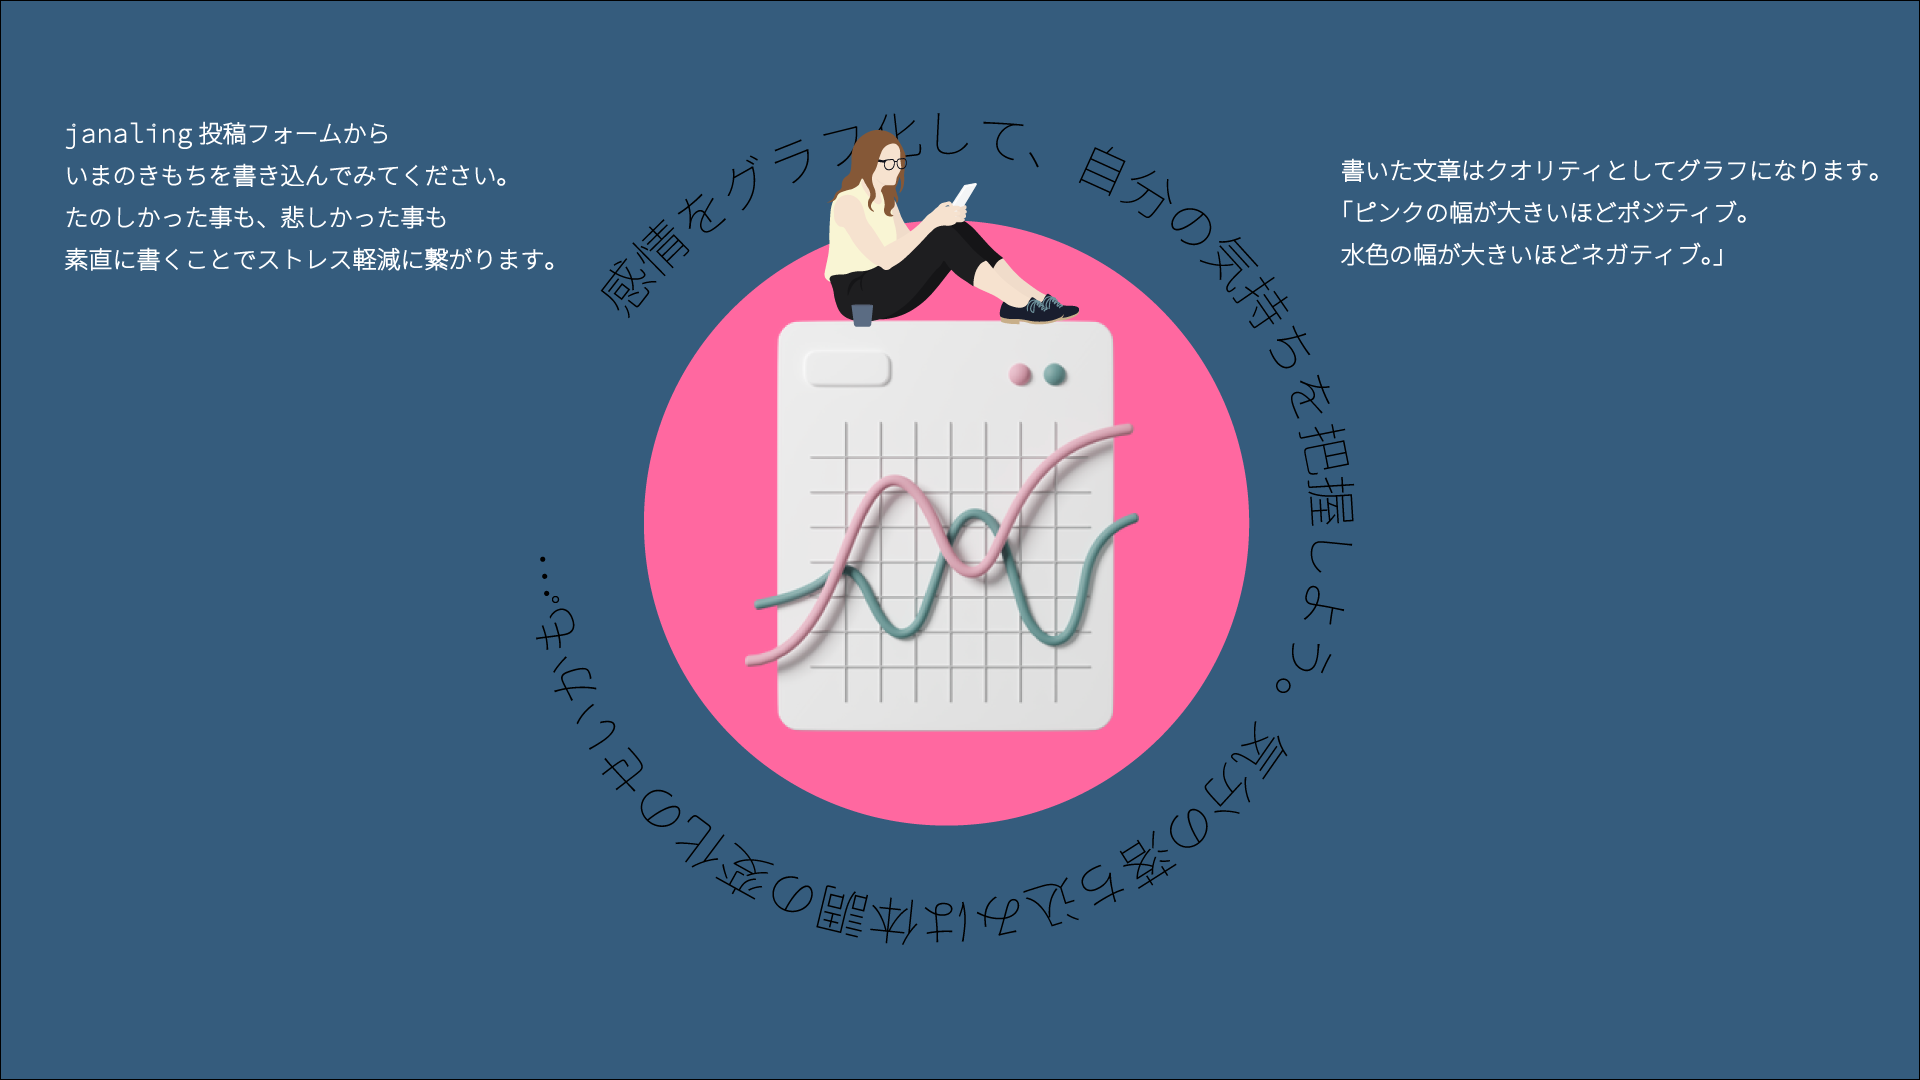 janaling 投稿フォームから
いまのきもちを書き込んでみてください。
たのしかった事も、悲しかった事も
素直に書くことでストレス軽減に繋がります。
感情をグラフ化して、自分の気持ちを把握しよう。気分の落ち込みは体調の変化のせいかも。…
書いた文章はクオリティとしてグラフになります。
「ピンクの幅が大きいほどポジティブ。
水色の幅が大きいほどネガティブ。」